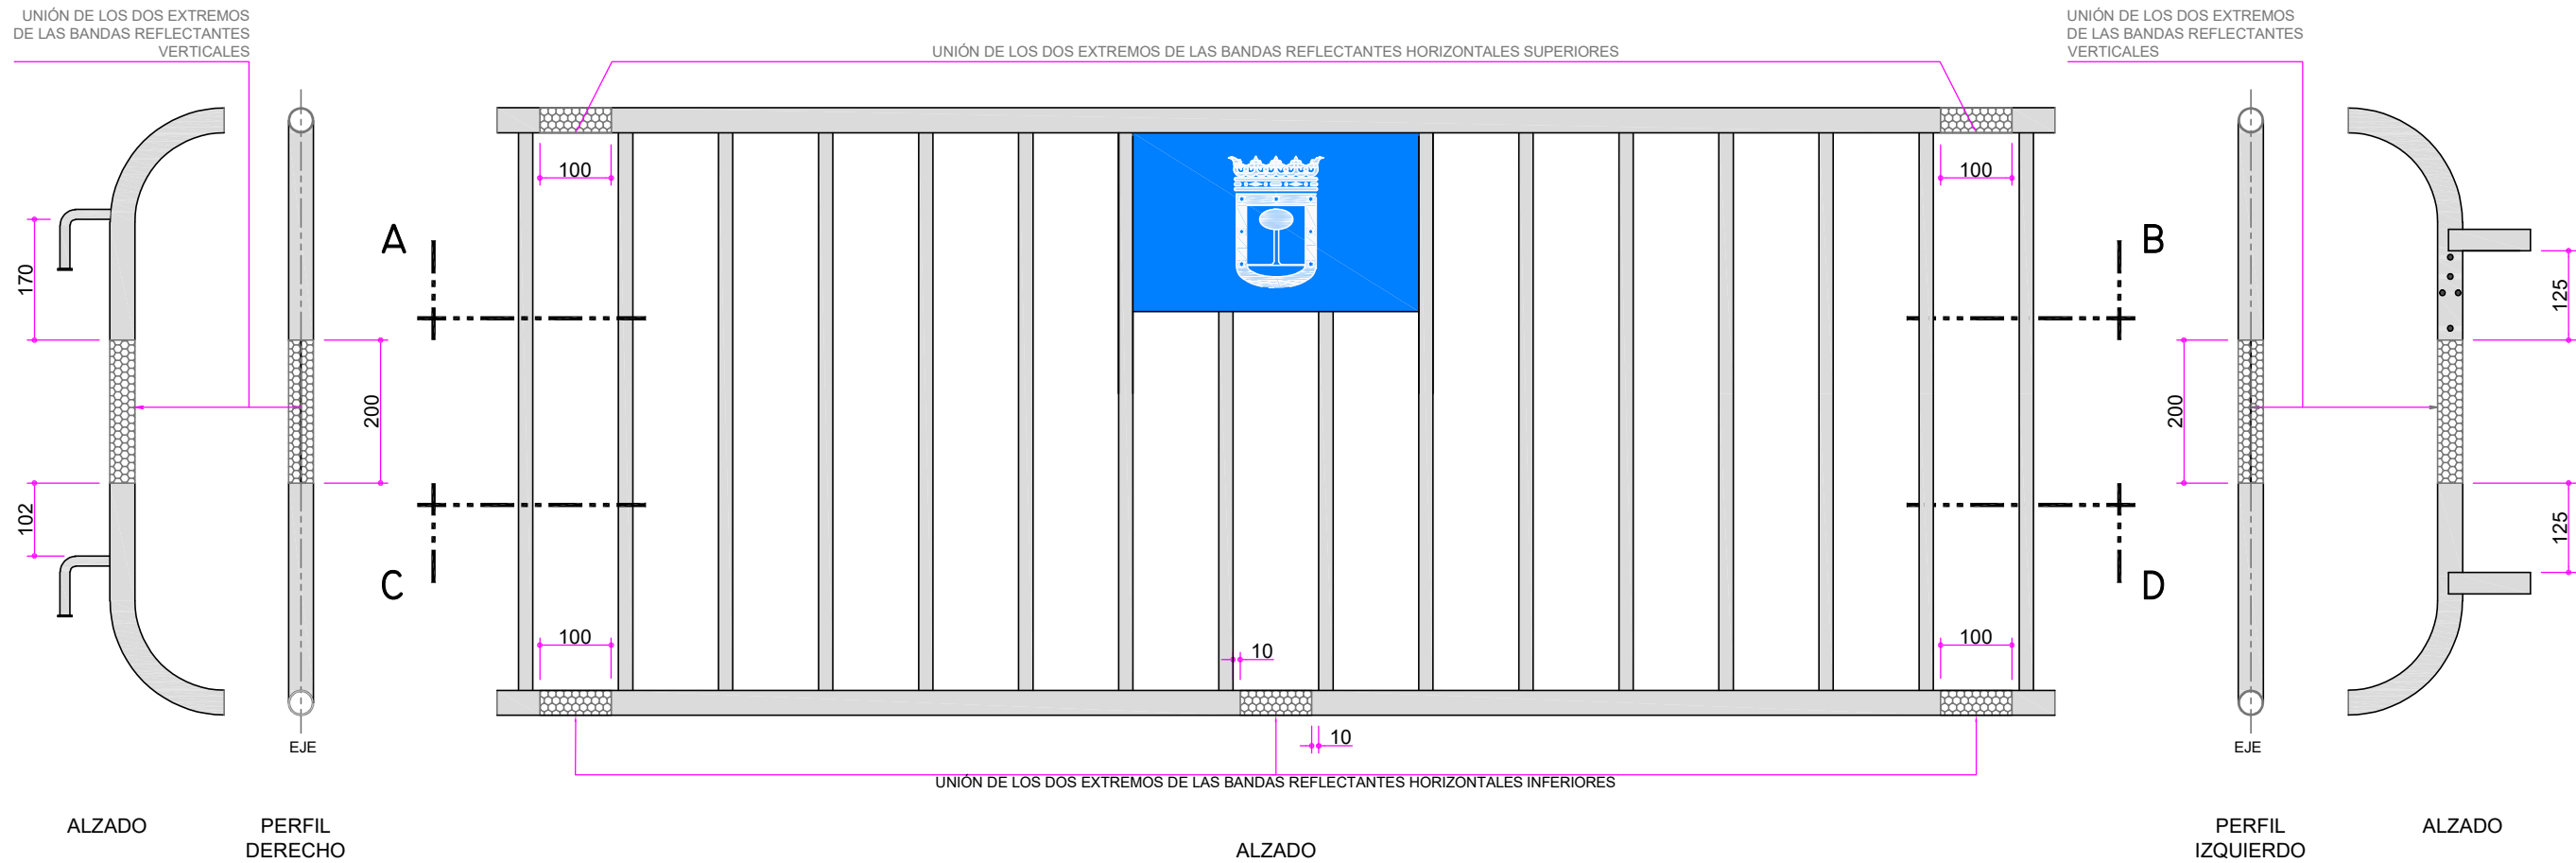 UNIÓN DE LOS DOS EXTREMOS
DE LAS BANDAS REFLECTANTES
VERTICALES
UNIÓN DE LOS DOS EXTREMOS DE LAS BANDAS REFLECTANTES HORIZONTALES SUPERIORES
UNIÓN DE LOS DOS EXTREMOS
DE LAS BANDAS REFLECTANTES
VERTICALES
100
100
A
B
170
125
200
200
102
125
C
D
100
10
100
10
EJE
EJE
UNIÓN DE LOS DOS EXTREMOS DE LAS BANDAS REFLECTANTES HORIZONTALES INFERIORES
ALZADO
PERFIL
DERECHO
ALZADO
PERFIL
IZQUIERDO
ALZADO